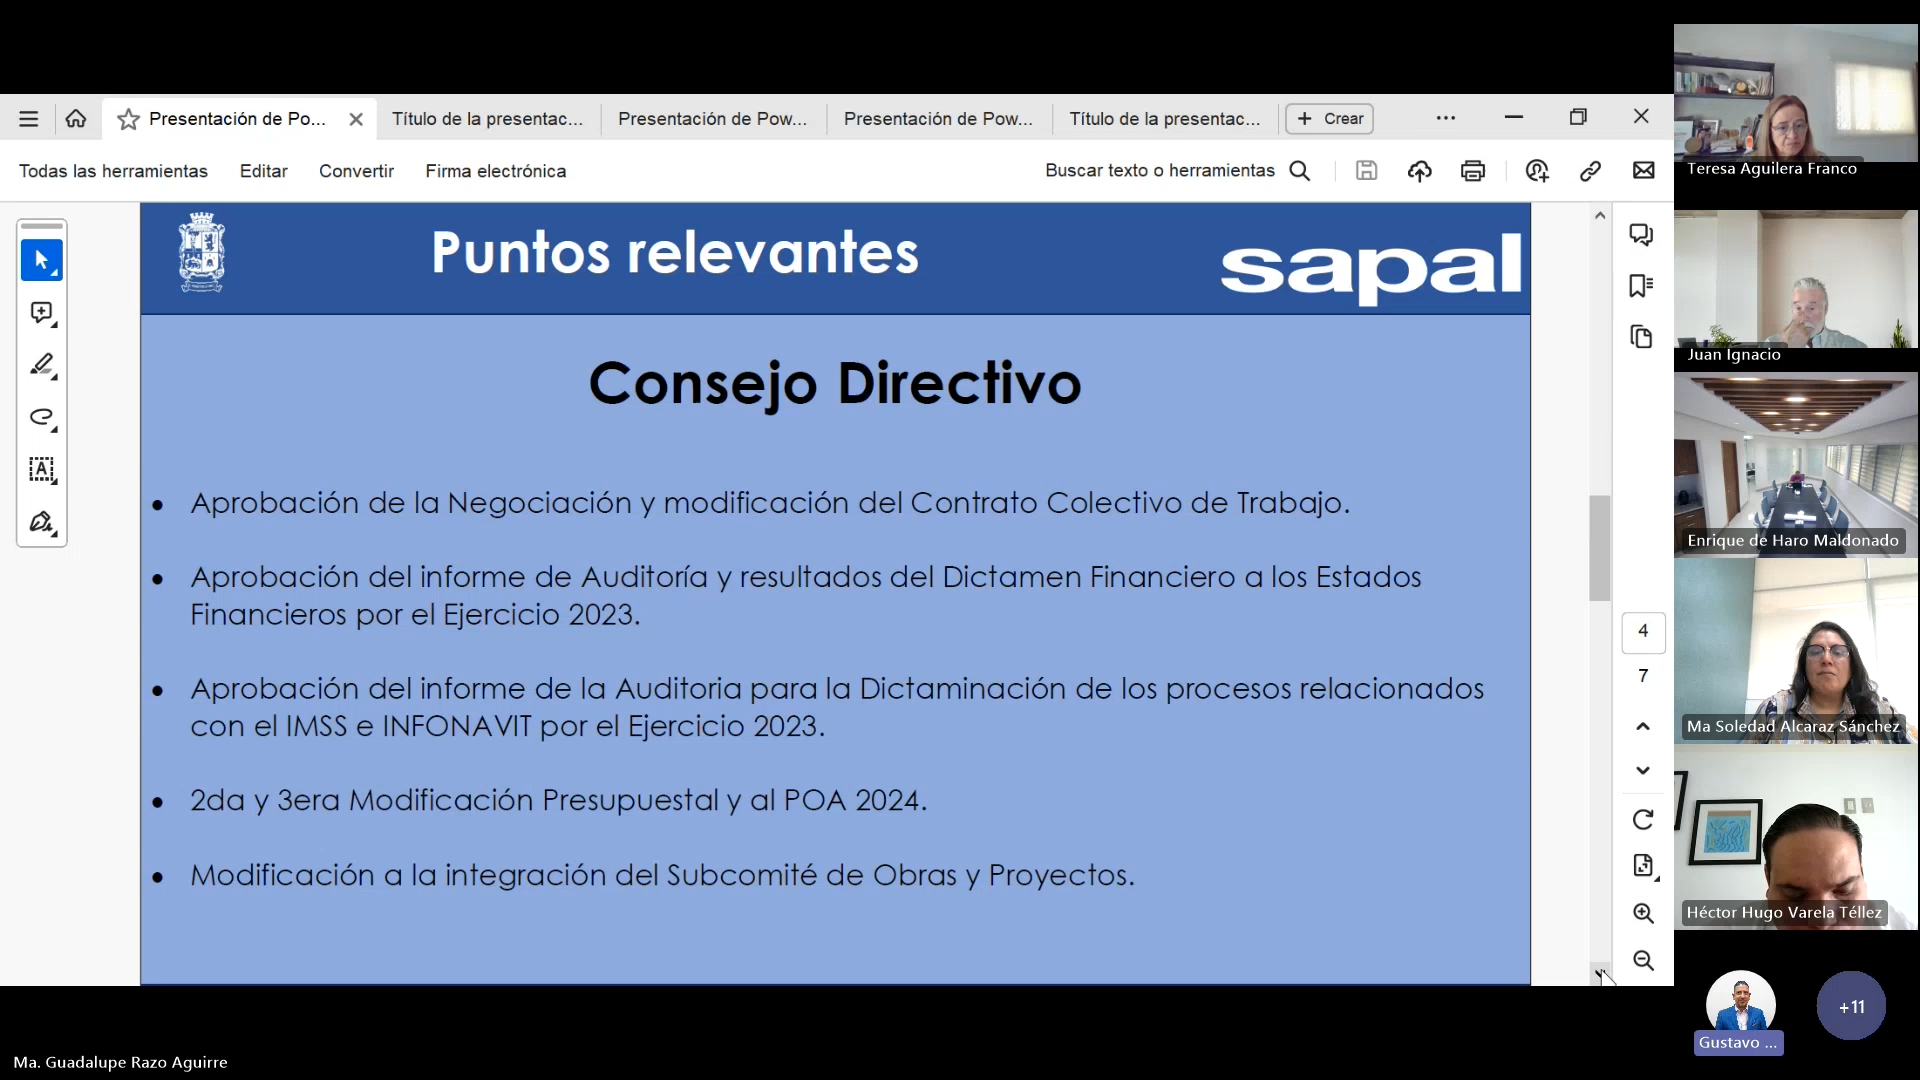 Presentación de Po...
Título de la presentac...
Presentación de Pow...
Presentación de Pow...
Título de la presentac...
+ Crear
Todas las herramientas
Editar
Convertir
Firma electrónica
Buscar texto o herramientas
Puntos relevantes
sapal
Consejo Directivo
• Aprobación de la Negociación y modificación del Contrato Colectivo de Trabajo.
• Aprobación del informe de Auditoría y resultados del Dictamen Financiero a los Estados
Financieros por el Ejercicio 2023.
• Aprobación del informe de la Auditoria para la Dictaminación de los procesos relacionados
con el IMSS e INFONAVIT por el Ejercicio 2023.
• 2da y 3era Modificación Presupuestal y al POA 2024.
• Modificación a la integración del Subcomité de Obras y Proyectos.
4
7
Teresa Aguilera Franco
Juan Ignacio
Enrique de Haro Maldonado
Ma Soledad Alcaraz Sánchez
Héctor Hugo Varela Téllez
Gustavo ...
+11
Ma. Guadalupe Razo Aguirre